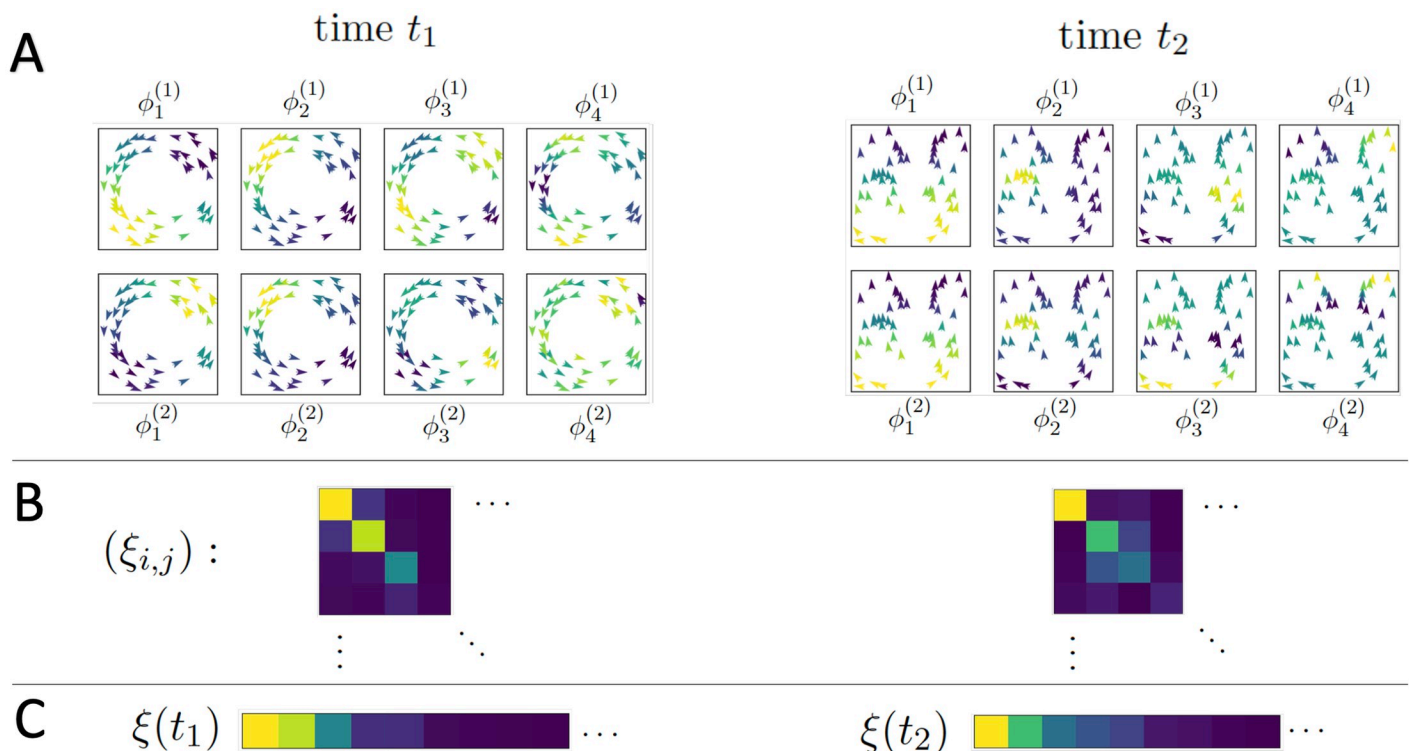 A
time t₁
time t₂
ϕ₁⁽¹⁾ ϕ₂⁽¹⁾ ϕ₃⁽¹⁾ ϕ₄⁽¹⁾
ϕ₁⁽¹⁾ ϕ₂⁽¹⁾ ϕ₃⁽¹⁾ ϕ₄⁽¹⁾
ϕ₁⁽²⁾ ϕ₂⁽²⁾ ϕ₃⁽²⁾ ϕ₄⁽²⁾
ϕ₁⁽²⁾ ϕ₂⁽²⁾ ϕ₃⁽²⁾ ϕ₄⁽²⁾
B
(ξᵢ,ⱼ) :
⋯
⋯
⋮ ⋱
⋮ ⋱
C
ξ(t₁) ⋯
ξ(t₂) ⋯